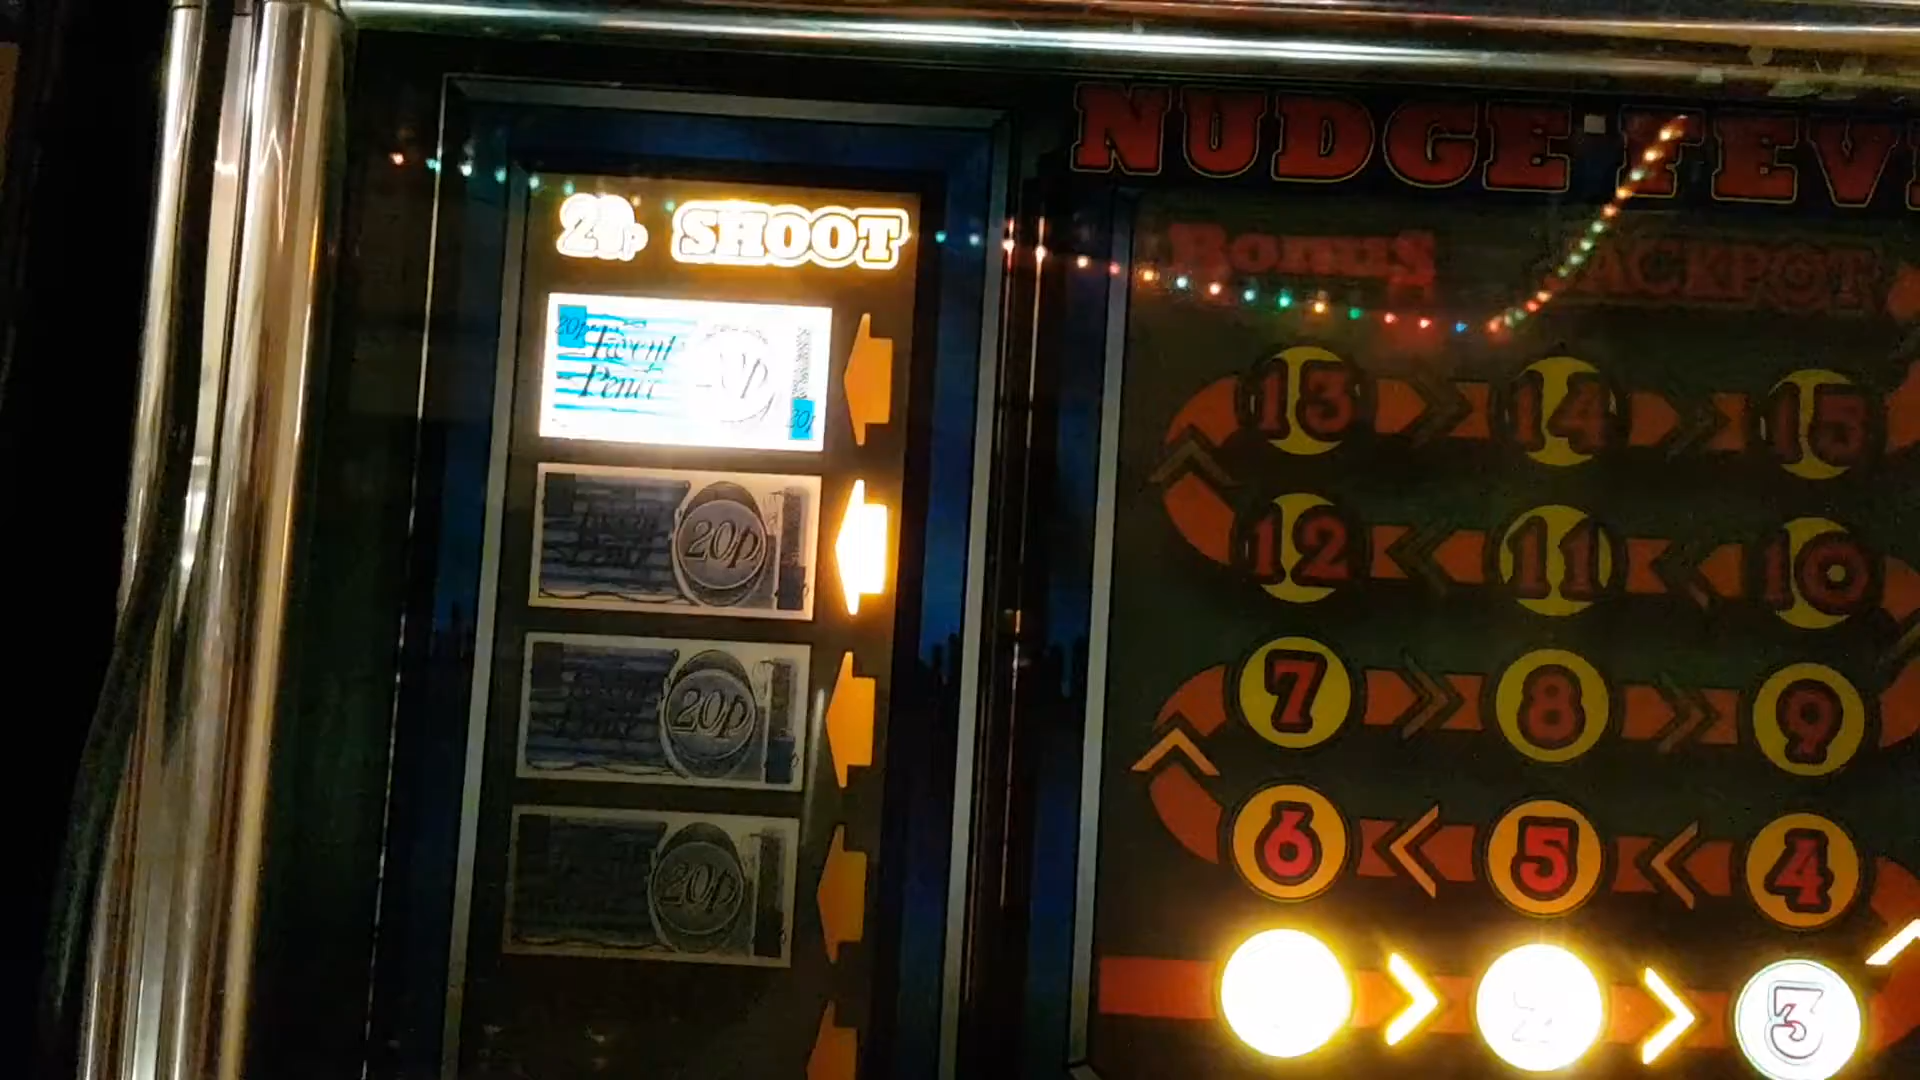 NUDGE FEV
20p SHOOT
Bonus JACKPOT
20p Twenty Pence 20p 20p
13 14 15
20p
12 11 10
20p
7 8 9
20p
6 5 4
2 3